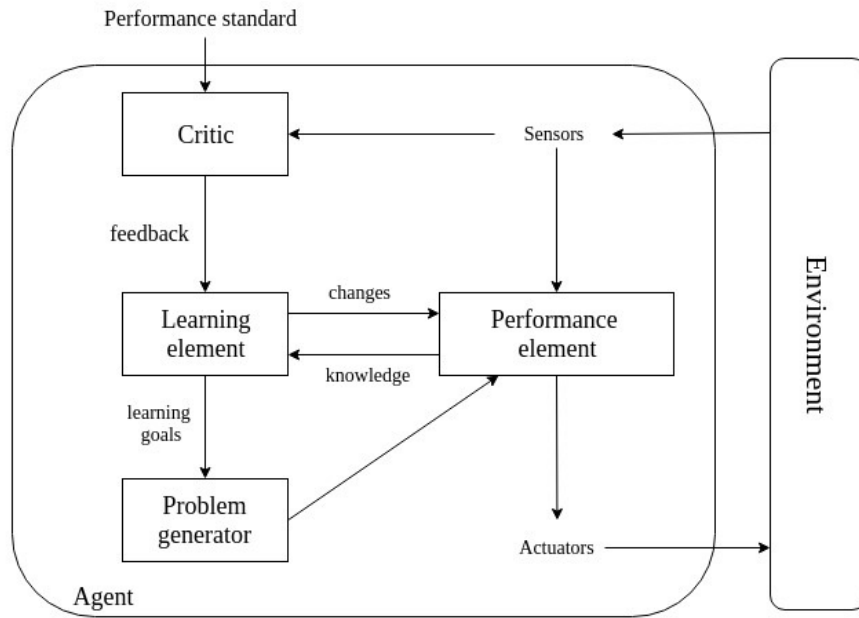 Performance standard
Critic
Sensors
feedback
changes
Learning
element
Performance
element
knowledge
learning
goals
Problem
generator
Actuators
Agent
Environment